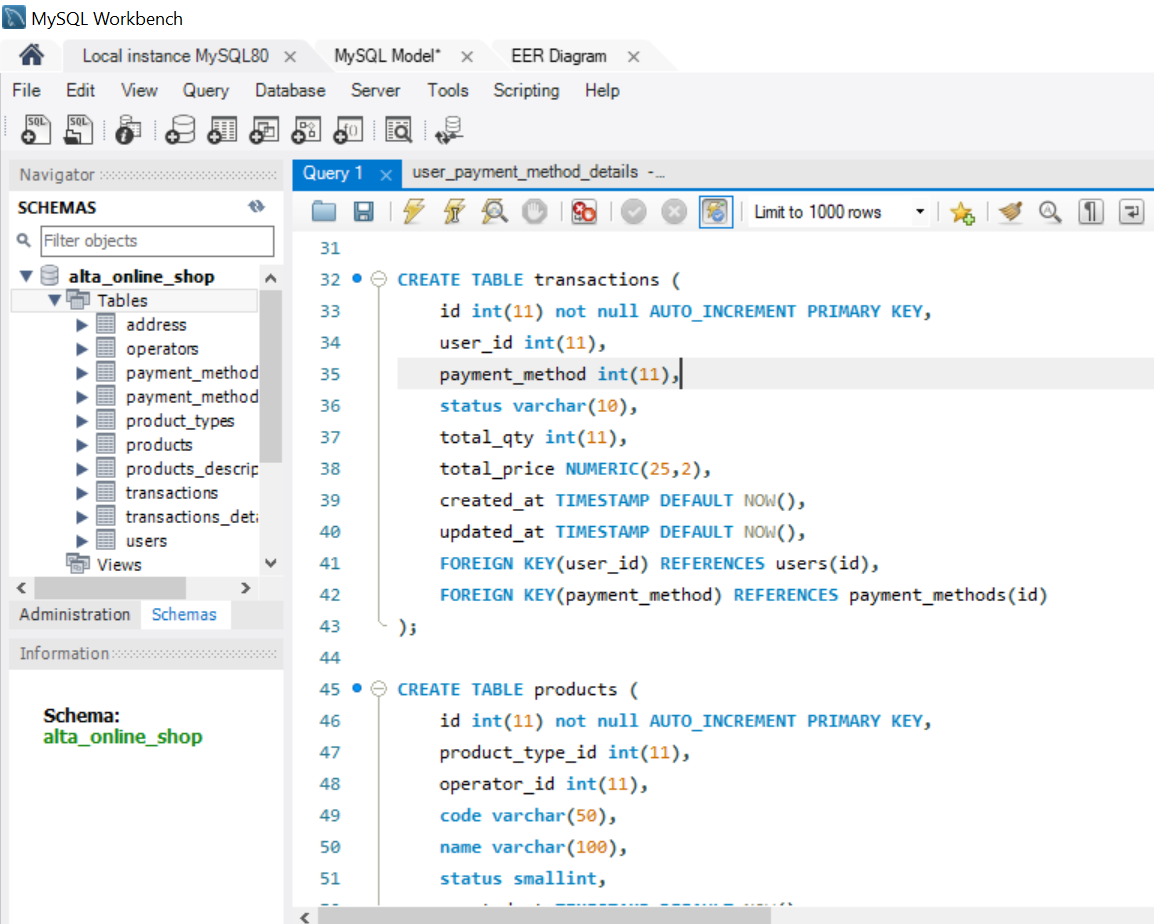 MySQL Workbench
Local instance MySQL80
MySQL Model*
EER Diagram
File Edit View Query Database Server Tools Scripting Help
Navigator
SCHEMAS
Filter objects
alta_online_shop
Tables
address
operators
payment_method
payment_method
product_types
products
products_descrip
transactions
transactions_deta
users
Views
Administration Schemas
Information
Schema:
alta_online_shop
Query 1
user_payment_method_details -...
Limit to 1000 rows
31
32 CREATE TABLE transactions (
33 id int(11) not null AUTO_INCREMENT PRIMARY KEY,
34 user_id int(11),
35 payment_method int(11),
36 status varchar(10),
37 total_qty int(11),
38 total_price NUMERIC(25,2),
39 created_at TIMESTAMP DEFAULT NOW(),
40 updated_at TIMESTAMP DEFAULT NOW(),
41 FOREIGN KEY(user_id) REFERENCES users(id),
42 FOREIGN KEY(payment_method) REFERENCES payment_methods(id)
43 );
44
45 CREATE TABLE products (
46 id int(11) not null AUTO_INCREMENT PRIMARY KEY,
47 product_type_id int(11),
48 operator_id int(11),
49 code varchar(50),
50 name varchar(100),
51 status smallint,